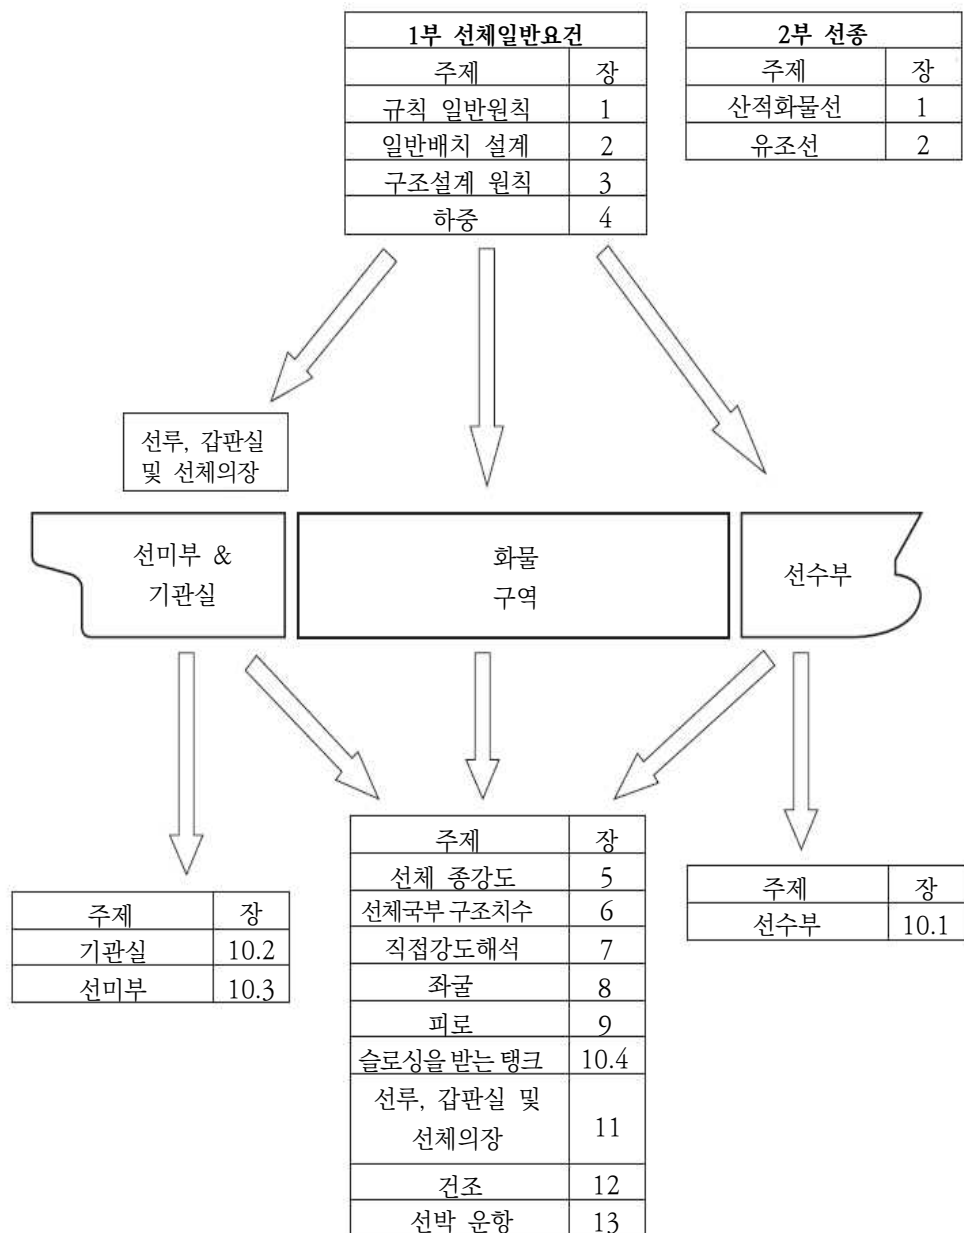 1부 선체일반요건
주제 장
규칙 일반원칙 1
일반배치 설계 2
구조설계 원칙 3
하중 4
2부 선종
주제 장
산적화물선 1
유조선 2
선루, 갑판실
및 선체의장
선미부 &
기관실
화물
구역
선수부
주제 장
기관실 10.2
선미부 10.3
주제 장
선체 종강도 5
선체국부 구조치수 6
직접강도해석 7
좌굴 8
피로 9
슬로싱을 받는 탱크 10.4
선루, 갑판실 및
선체의장 11
건조 12
선박 운항 13
주제 장
선수부 10.1